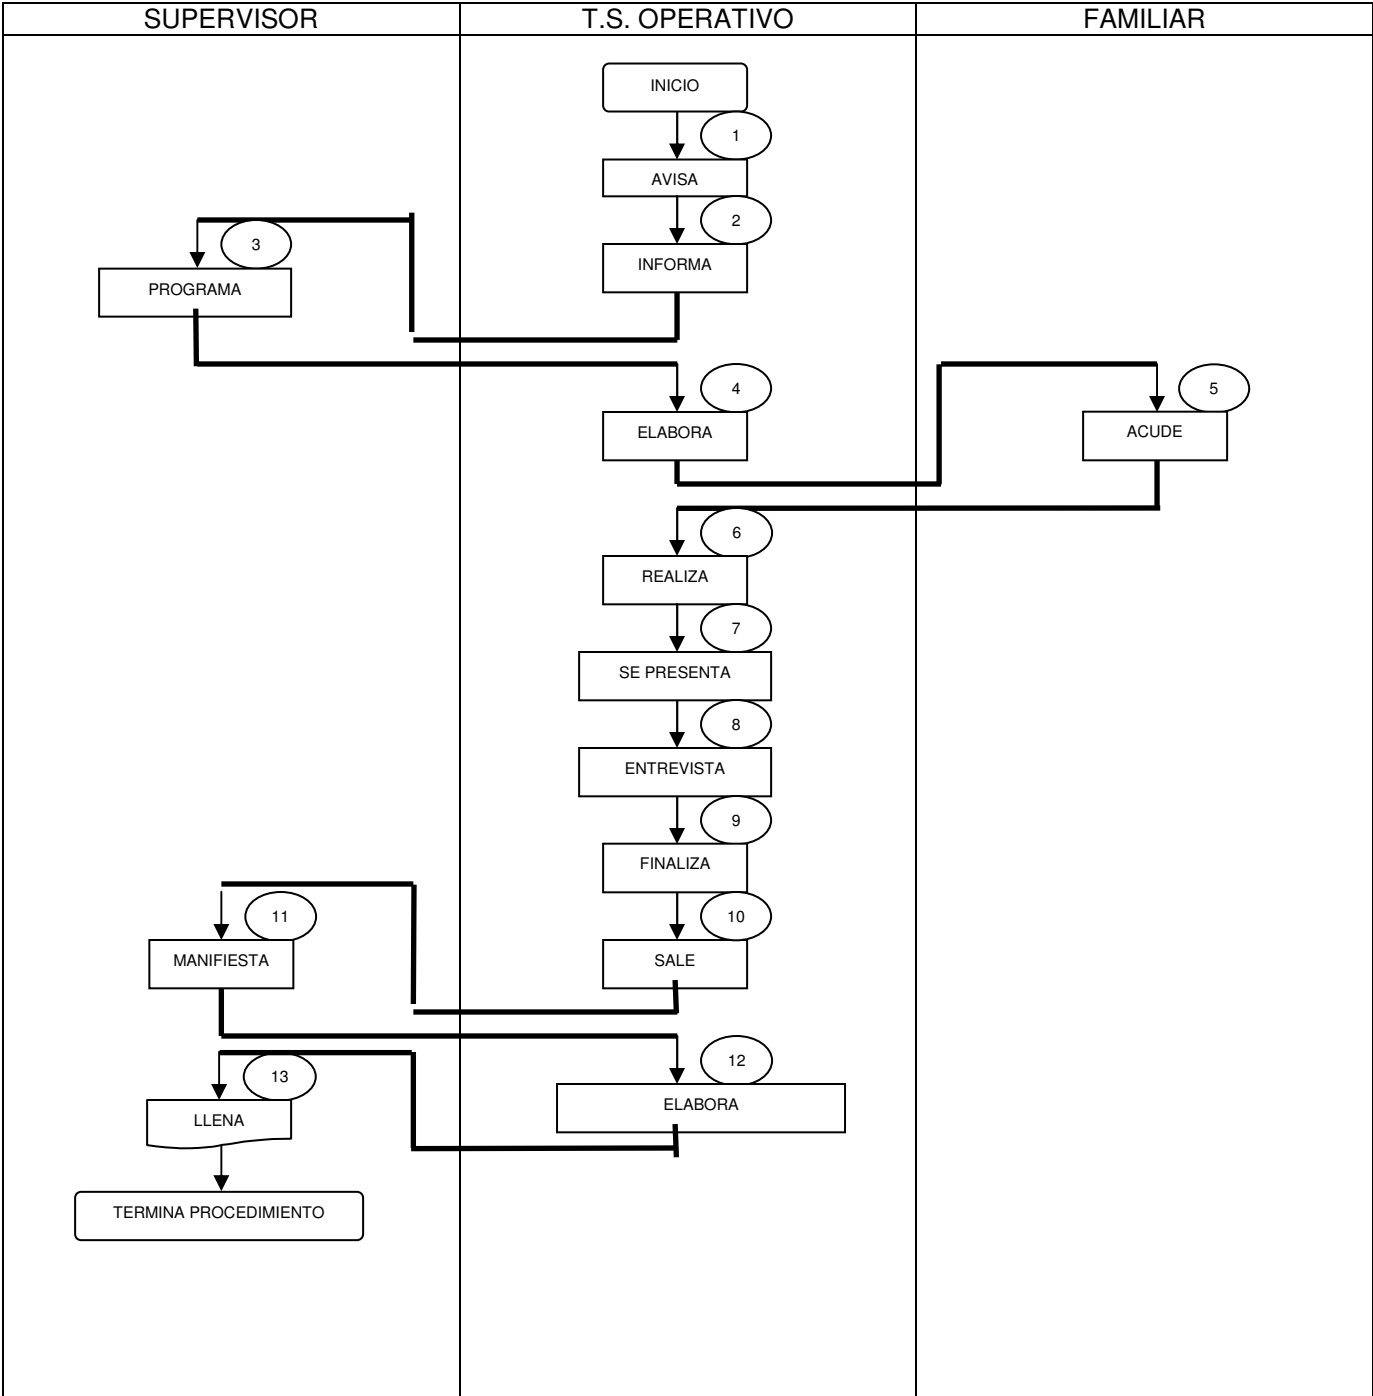 SUPERVISOR
T.S. OPERATIVO
FAMILIAR
INICIO
1
AVISA
2
INFORMA
3
PROGRAMA
4
ELABORA
5
ACUDE
6
REALIZA
7
SE PRESENTA
8
ENTREVISTA
9
FINALIZA
10
SALE
11
MANIFIESTA
12
ELABORA
13
LLENA
TERMINA PROCEDIMIENTO